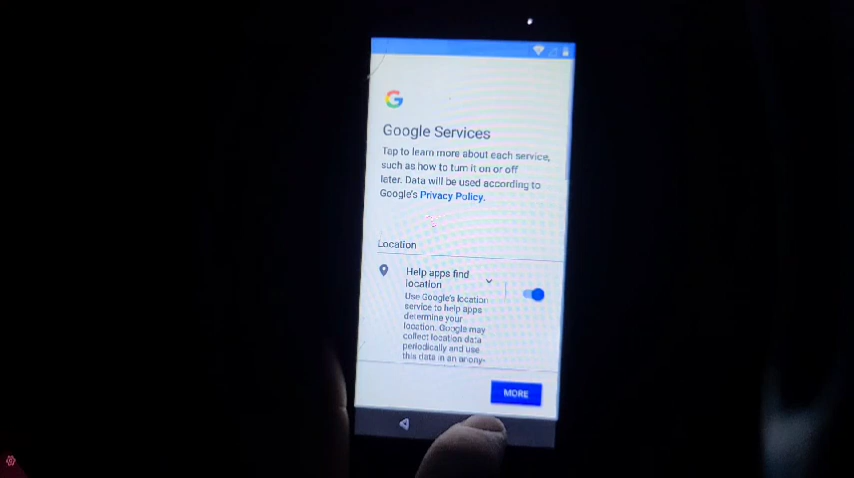 Google Services
Tap to learn more about each service,
such as how to turn it on or off
later. Data will be used according to
Google's Privacy Policy.
Location
Help apps find
location
Use Google's location
service to help apps
determine your
location. Google may
collect location data
periodically and use
this data in an anony-
MORE